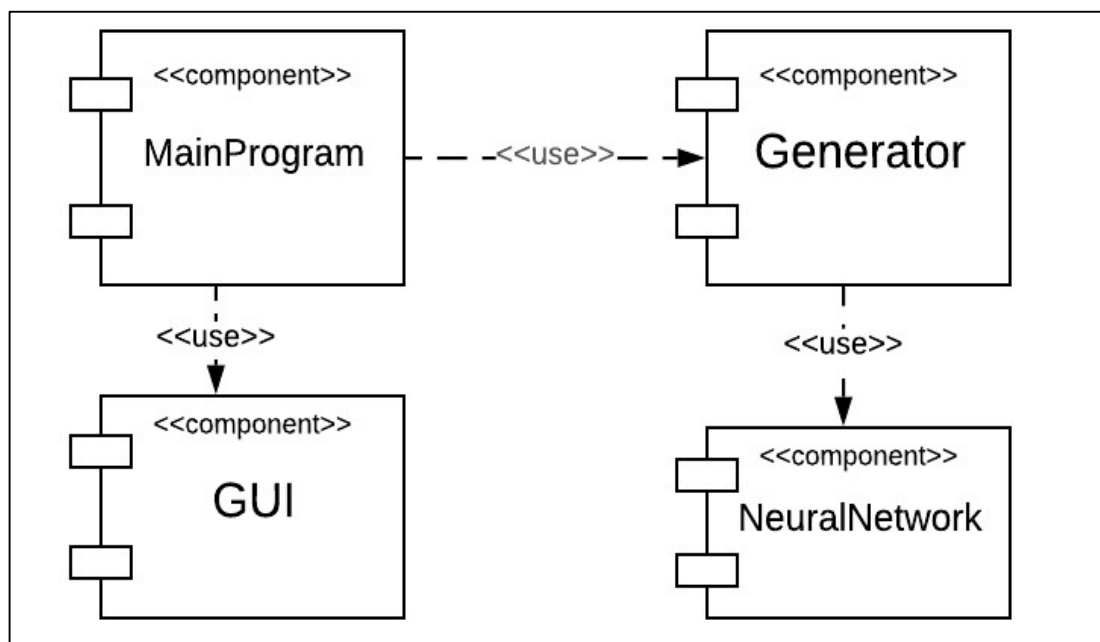 <<component>>
MainProgram
<<use>>
<<component>>
Generator
<<use>>
<<use>>
<<component>>
GUI
<<component>>
NeuralNetwork